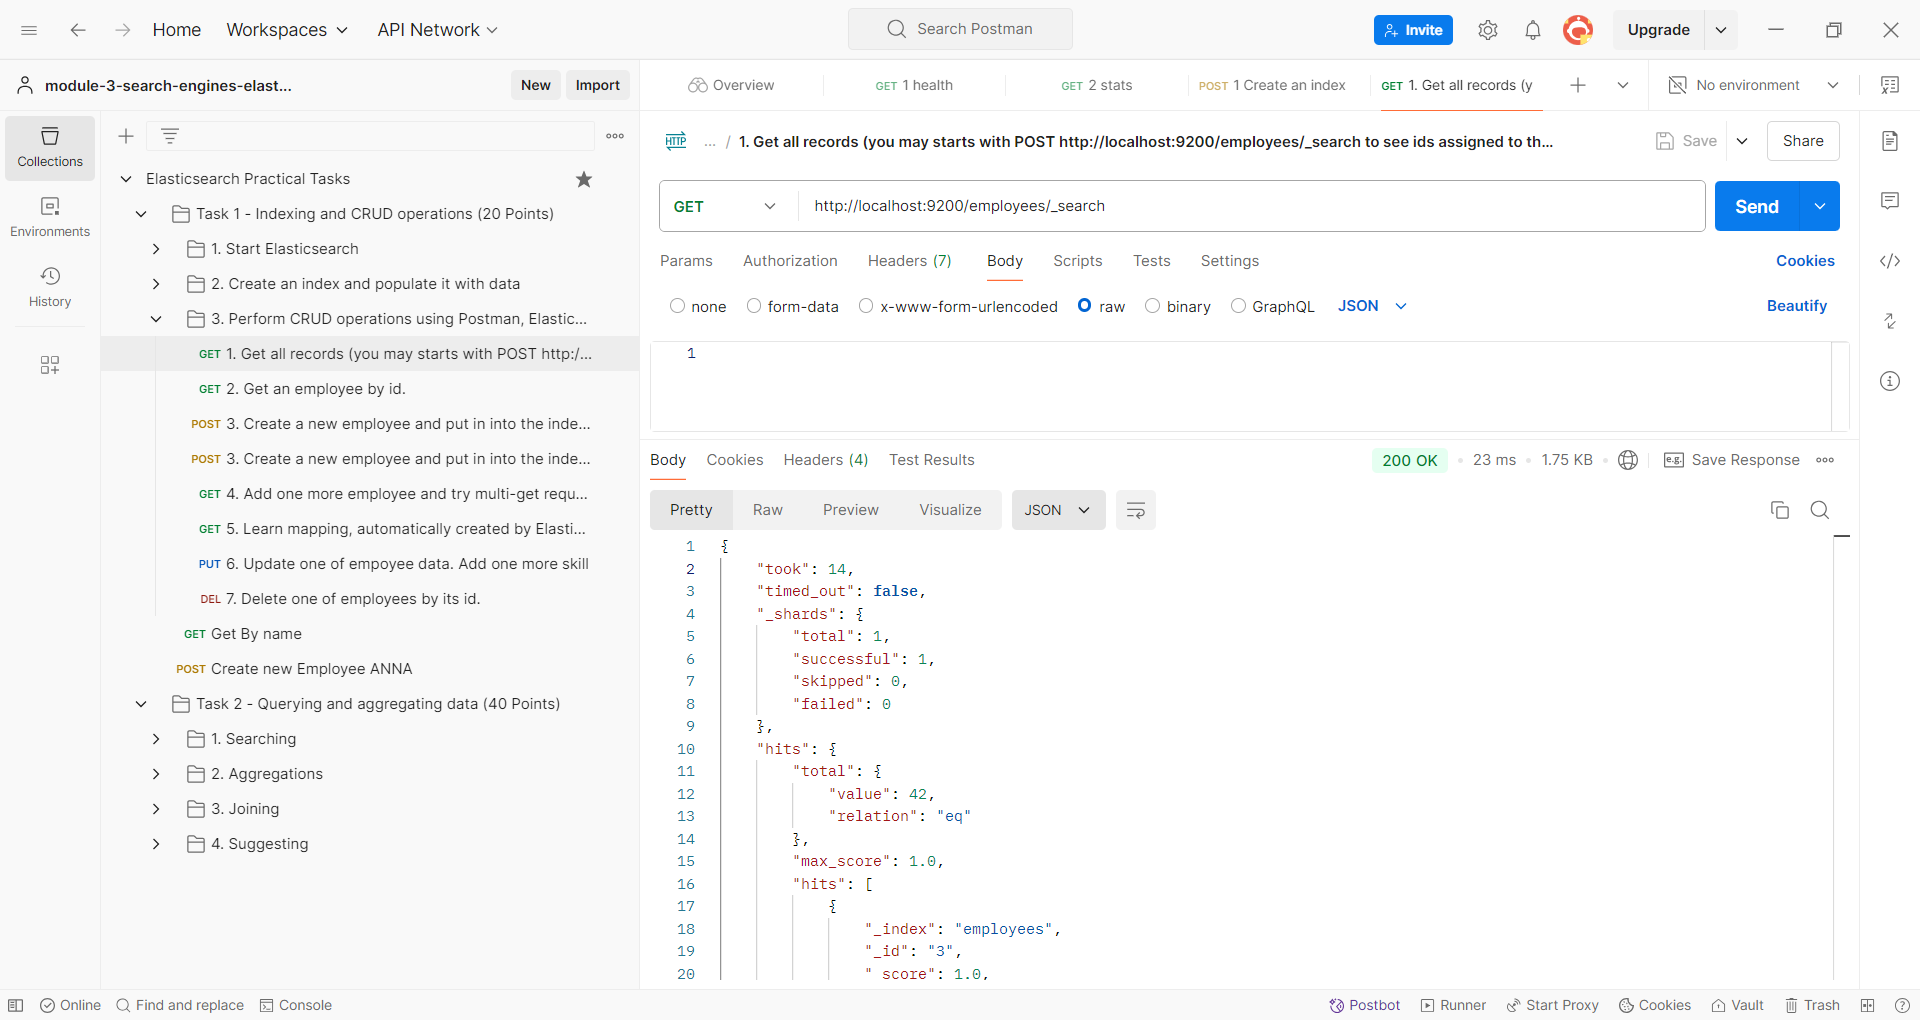 Home
Workspaces
API Network
Search Postman
Invite
Upgrade
module-3-search-engines-elast...
New
Import
Overview
GET 1 health
GET 2 stats
POST 1 Create an index
GET 1. Get all records (y
No environment
Collections
Environments
History
Elasticsearch Practical Tasks
Task 1 - Indexing and CRUD operations (20 Points)
1. Start Elasticsearch
2. Create an index and populate it with data
3. Perform CRUD operations using Postman, Elastic...
GET 1. Get all records (you may starts with POST http:/...
GET 2. Get an employee by id.
POST 3. Create a new employee and put in into the inde...
POST 3. Create a new employee and put in into the inde...
GET 4. Add one more employee and try multi-get requ...
GET 5. Learn mapping, automatically created by Elasti...
PUT 6. Update one of empoyee data. Add one more skill
DEL 7. Delete one of employees by its id.
GET Get By name
POST Create new Employee ANNA
Task 2 - Querying and aggregating data (40 Points)
1. Searching
2. Aggregations
3. Joining
4. Suggesting
HTTP ... / 1. Get all records (you may starts with POST http://localhost:9200/employees/_search to see ids assigned to th...
Save
Share
GET
http://localhost:9200/employees/_search
Send
Params
Authorization
Headers (7)
Body
Scripts
Tests
Settings
Cookies
none
form-data
x-www-form-urlencoded
raw
binary
GraphQL
JSON
Beautify
1
Body
Cookies
Headers (4)
Test Results
200 OK
23 ms
1.75 KB
e.g. Save Response
Pretty
Raw
Preview
Visualize
JSON
1 {
2 "took": 14,
3 "timed_out": false,
4 "_shards": {
5 "total": 1,
6 "successful": 1,
7 "skipped": 0,
8 "failed": 0
9 },
10 "hits": {
11 "total": {
12 "value": 42,
13 "relation": "eq"
14 },
15 "max_score": 1.0,
16 "hits": [
17 {
18 "_index": "employees",
19 "_id": "3",
20 "_score": 1.0,
Online
Find and replace
Console
Postbot
Runner
Start Proxy
Cookies
Vault
Trash